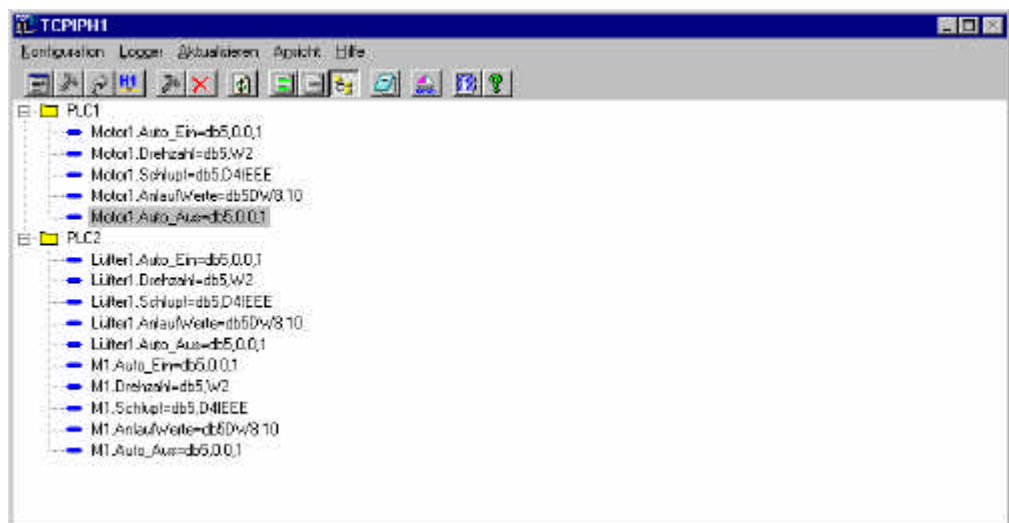 TCPIPH1
Konfiguration Logger Aktualisieren Ansicht Hilfe
H1
PLC1
Motor1.Auto_Ein=db5,0.0,1
Motor1.Drehzahl=db5,W2
Motor1.Schlupf=db5,D4IEEE
Motor1.AnlaufWerte=db5DW8.10
Motor1.Auto_Aus=db5,0.0,1
PLC2
Lüfter1.Auto_Ein=db5,0.0,1
Lüfter1.Drehzahl=db5,W2
Lüfter1.Schlupf=db5,D4IEEE
Lüfter1.AnlaufWerte=db5DW8.10
Lüfter1.Auto_Aus=db5,0.0,1
M1.Auto_Ein=db5,0.0,1
M1.Drehzahl=db5,W2
M1.Schlupf=db5,D4IEEE
M1.AnlaufWerte=db5DW8.10
M1.Auto_Aus=db5,0.0,1